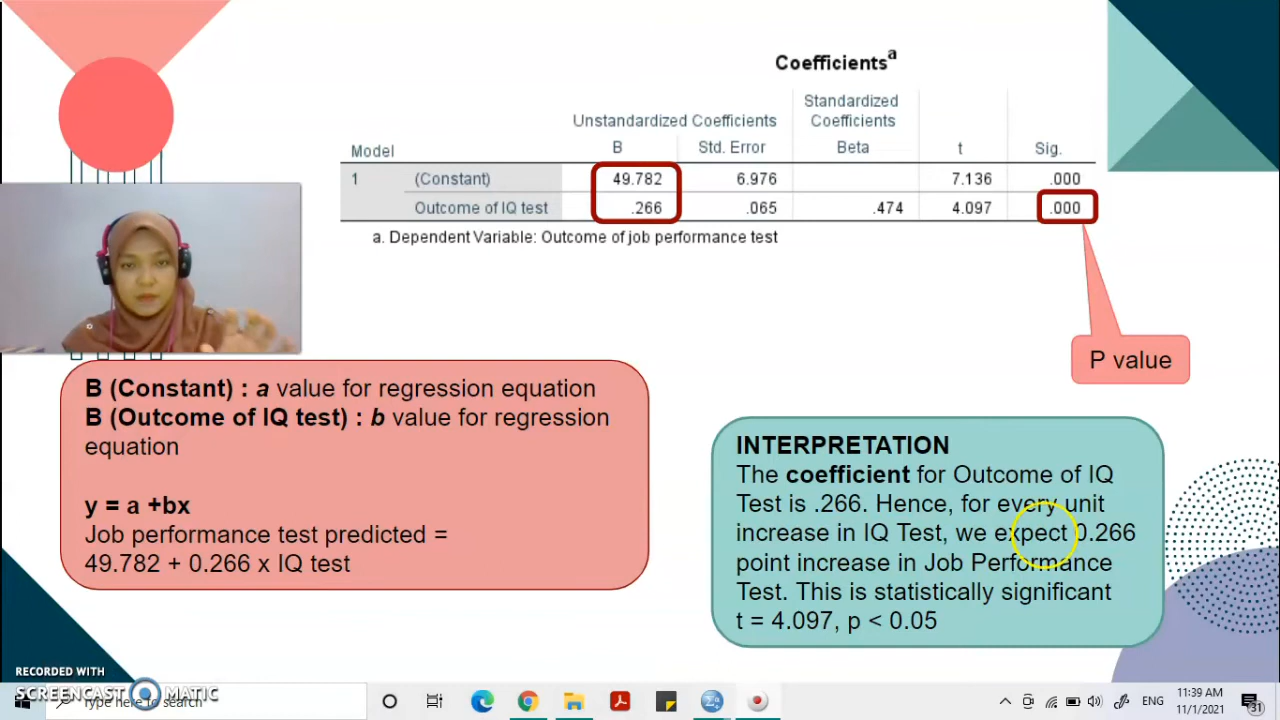 Coefficientsa
Standardized
Unstandardized Coefficients Coefficients
Model B Std. Error Beta t Sig.
1 (Constant) 49.782 6.976 7.136 .000
Outcome of IQ test .266 .065 .474 4.097 .000
a. Dependent Variable: Outcome of job performance test
P value
B (Constant) : a value for regression equation
B (Outcome of IQ test) : b value for regression
equation
y = a +bx
Job performance test predicted =
49.782 + 0.266 x IQ test
INTERPRETATION
The coefficient for Outcome of IQ
Test is .266. Hence, for every unit
increase in IQ Test, we expect 0.266
point increase in Job Performance
Test. This is statistically significant
t = 4.097, p < 0.05
RECORDED WITH
SCREENCAST MATIC
Type here to search
ENG
11:39 AM
11/1/2021
31